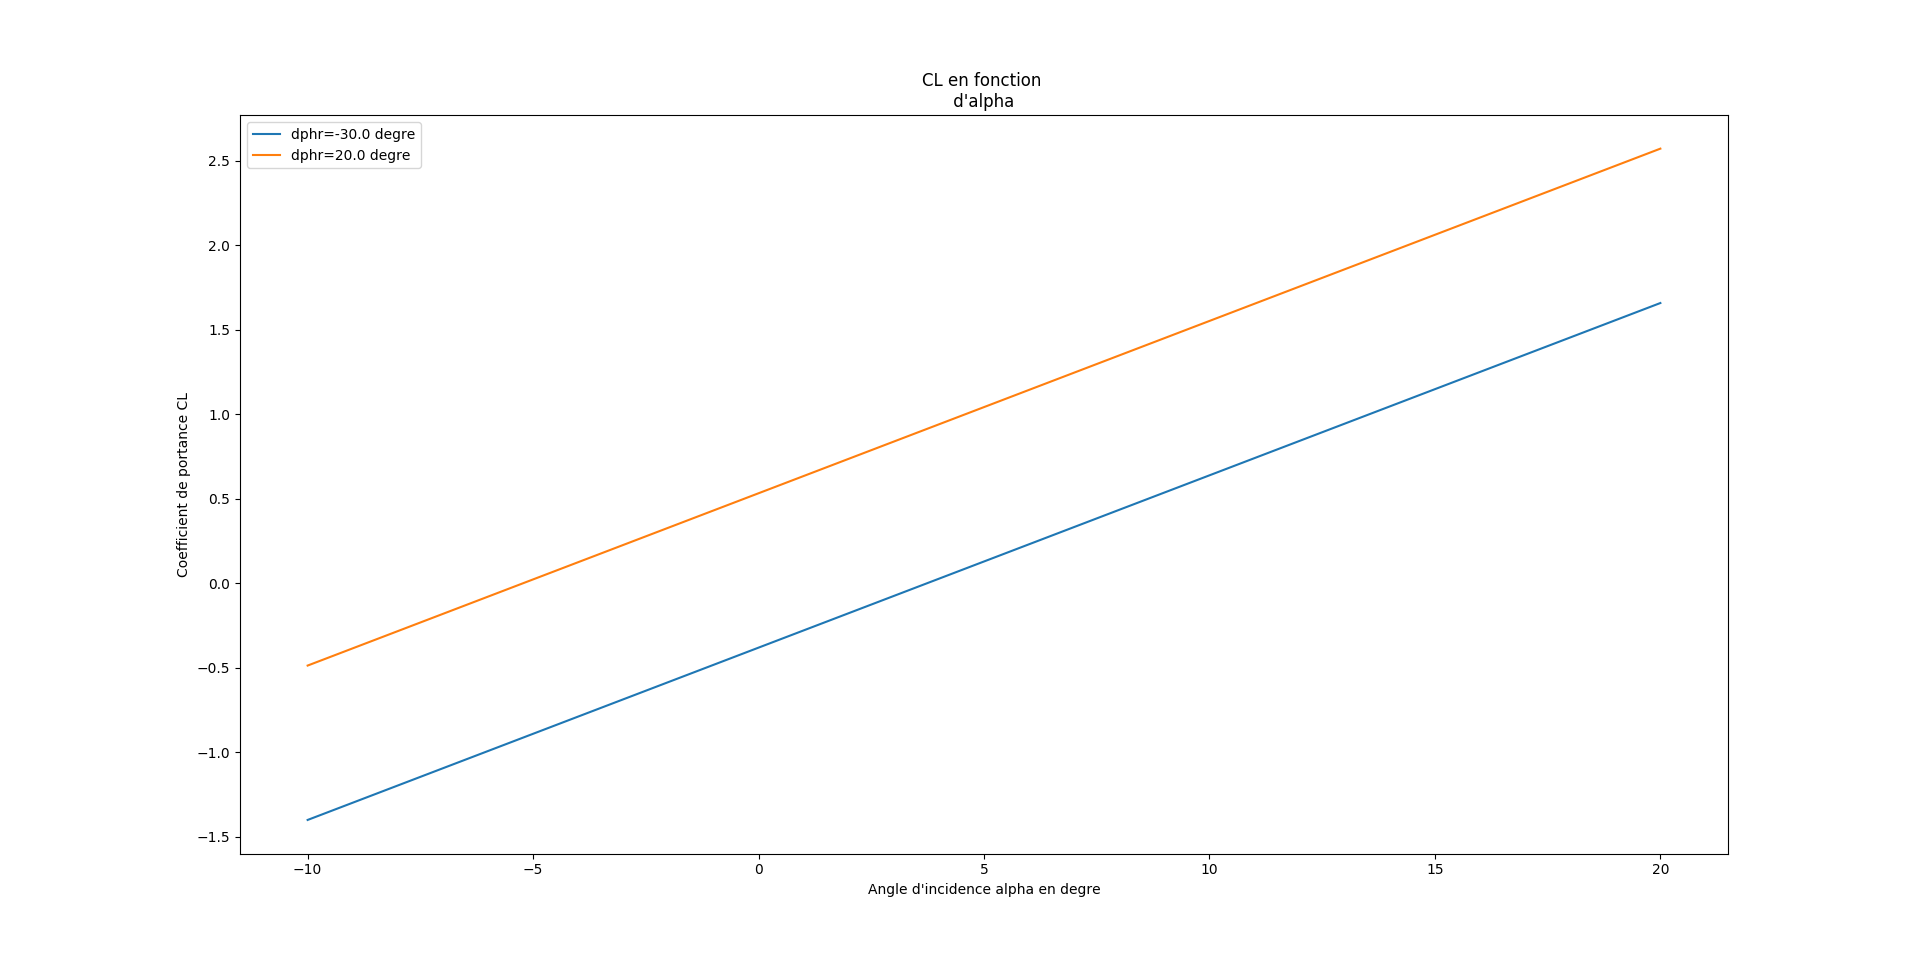 CL en fonction
d'alpha
dphr=-30.0 degre
dphr=20.0 degre
2.5
2.0
1.5
1.0
0.5
0.0
−0.5
−1.0
−1.5
Coefficient de portance CL
−10
−5
0
5
10
15
20
Angle d'incidence alpha en degre